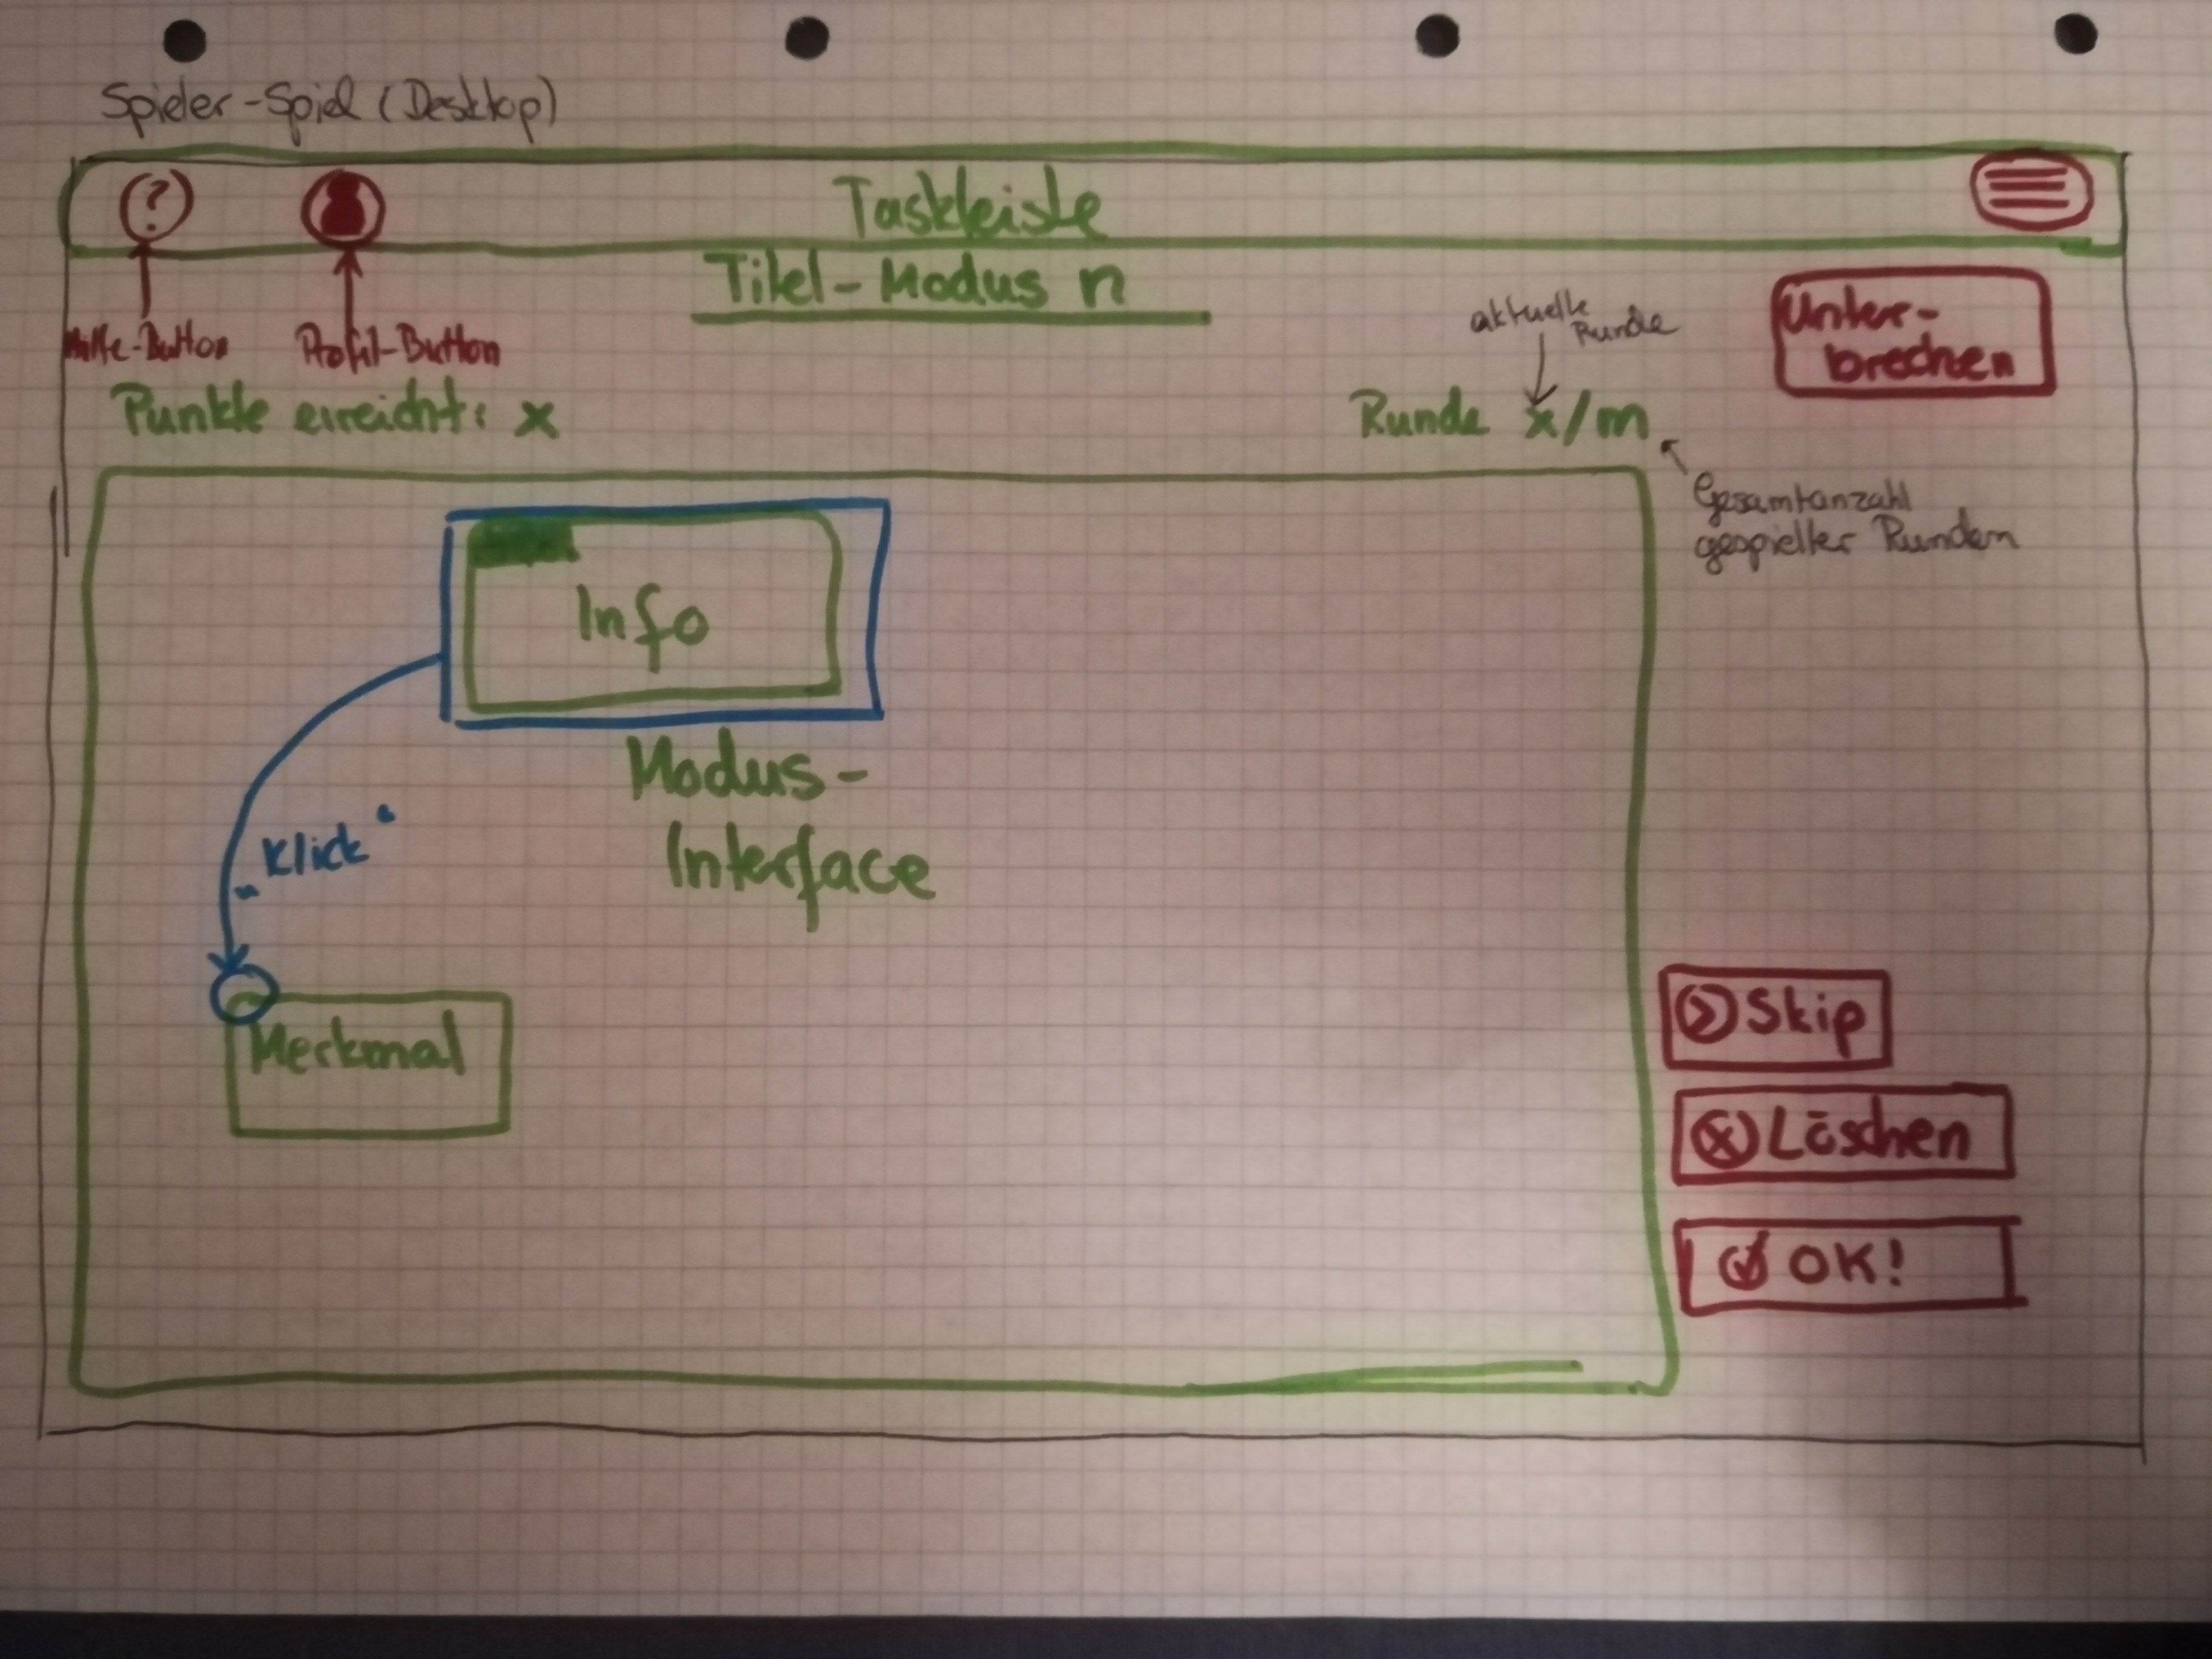 Spieler-Spiel (Desktop)
?
Taskleiste
Titel-Modus n
Hilfe-Button
Profil-Button
aktuelle
Runde
Unter-
brechen
Punkte erreicht: x
Runde x/m
Gesamtanzahl
gespielter Runden
Info
Modus-
Interface
"Klick"
Merkmal
Skip
Löschen
OK!